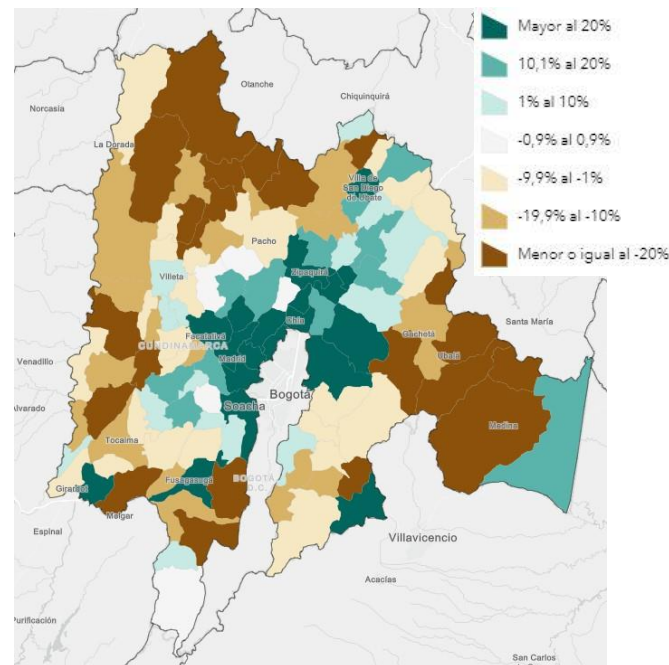 Mayor al 20%
10,1% al 20%
1% al 10%
-0,9% al 0,9%
-9,9% al -1%
-19,9% al -10%
Menor o igual al -20%
Otanche
Norcasia
Chiquinquirá
La Dorada
Villa de
San Diego
de Ubate
Pacho
Villeta
Zipaquirá
Santa María
Gachetá
Chía
Facatativá
CUNDINAMARCA
Ubalá
Venadillo
Madrid
Bogotá
Soacha
Alvarado
Medina
Tocaima
Fusagasugá
BOGOTÁ
D.C.
Girardot
Melgar
Espinal
Villavicencio
Acacías
Purificación
San Carlos